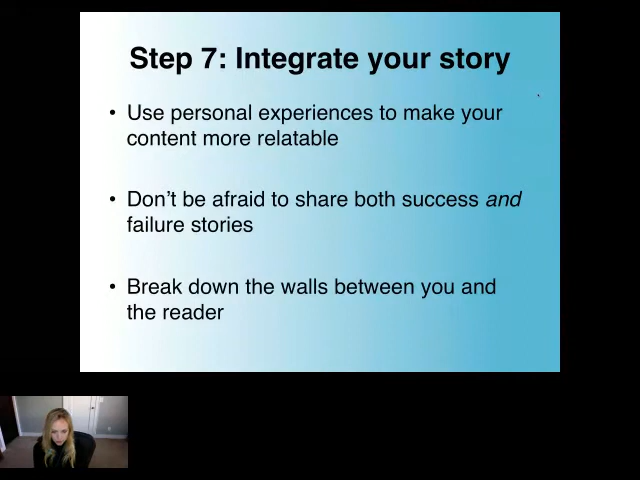 Step 7: Integrate your story
• Use personal experiences to make your
content more relatable
• Don't be afraid to share both success and
failure stories
• Break down the walls between you and
the reader